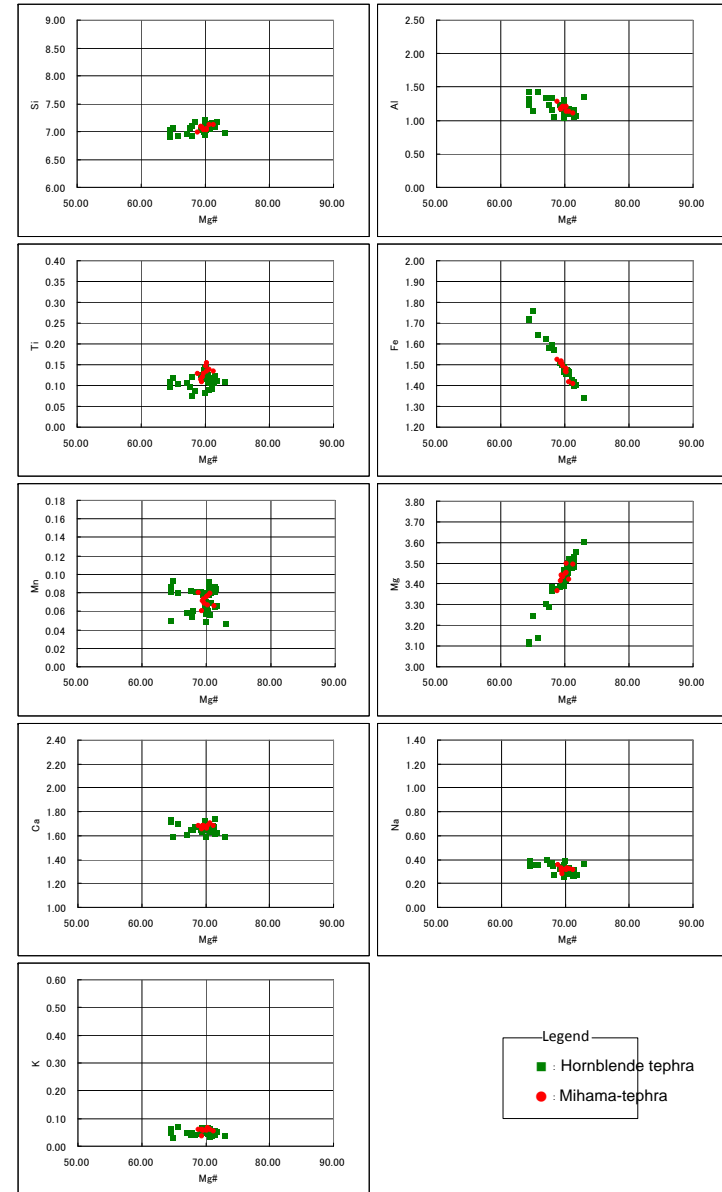 9.00
8.50
8.00
7.50
7.00
6.50
6.00
Si
50.00 60.00 70.00 80.00 90.00
Mg#
2.50
2.00
1.50
1.00
0.50
0.00
Al
50.00 60.00 70.00 80.00 90.00
Mg#
0.40
0.35
0.30
0.25
0.20
0.15
0.10
0.05
0.00
Ti
50.00 60.00 70.00 80.00 90.00
Mg#
2.00
1.90
1.80
1.70
1.60
1.50
1.40
1.30
1.20
Fe
50.00 60.00 70.00 80.00 90.00
Mg#
0.18
0.16
0.14
0.12
0.10
0.08
0.06
0.04
0.02
0.00
Mn
50.00 60.00 70.00 80.00 90.00
Mg#
3.80
3.70
3.60
3.50
3.40
3.30
3.20
3.10
3.00
Mg
50.00 60.00 70.00 80.00 90.00
Mg#
2.40
2.20
2.00
1.80
1.60
1.40
1.20
1.00
Ca
50.00 60.00 70.00 80.00 90.00
Mg#
1.40
1.20
1.00
0.80
0.60
0.40
0.20
0.00
Na
50.00 60.00 70.00 80.00 90.00
Mg#
0.60
0.50
0.40
0.30
0.20
0.10
0.00
K
50.00 60.00 70.00 80.00 90.00
Mg#
Legend
: Hornblende tephra
: Mihama-tephra